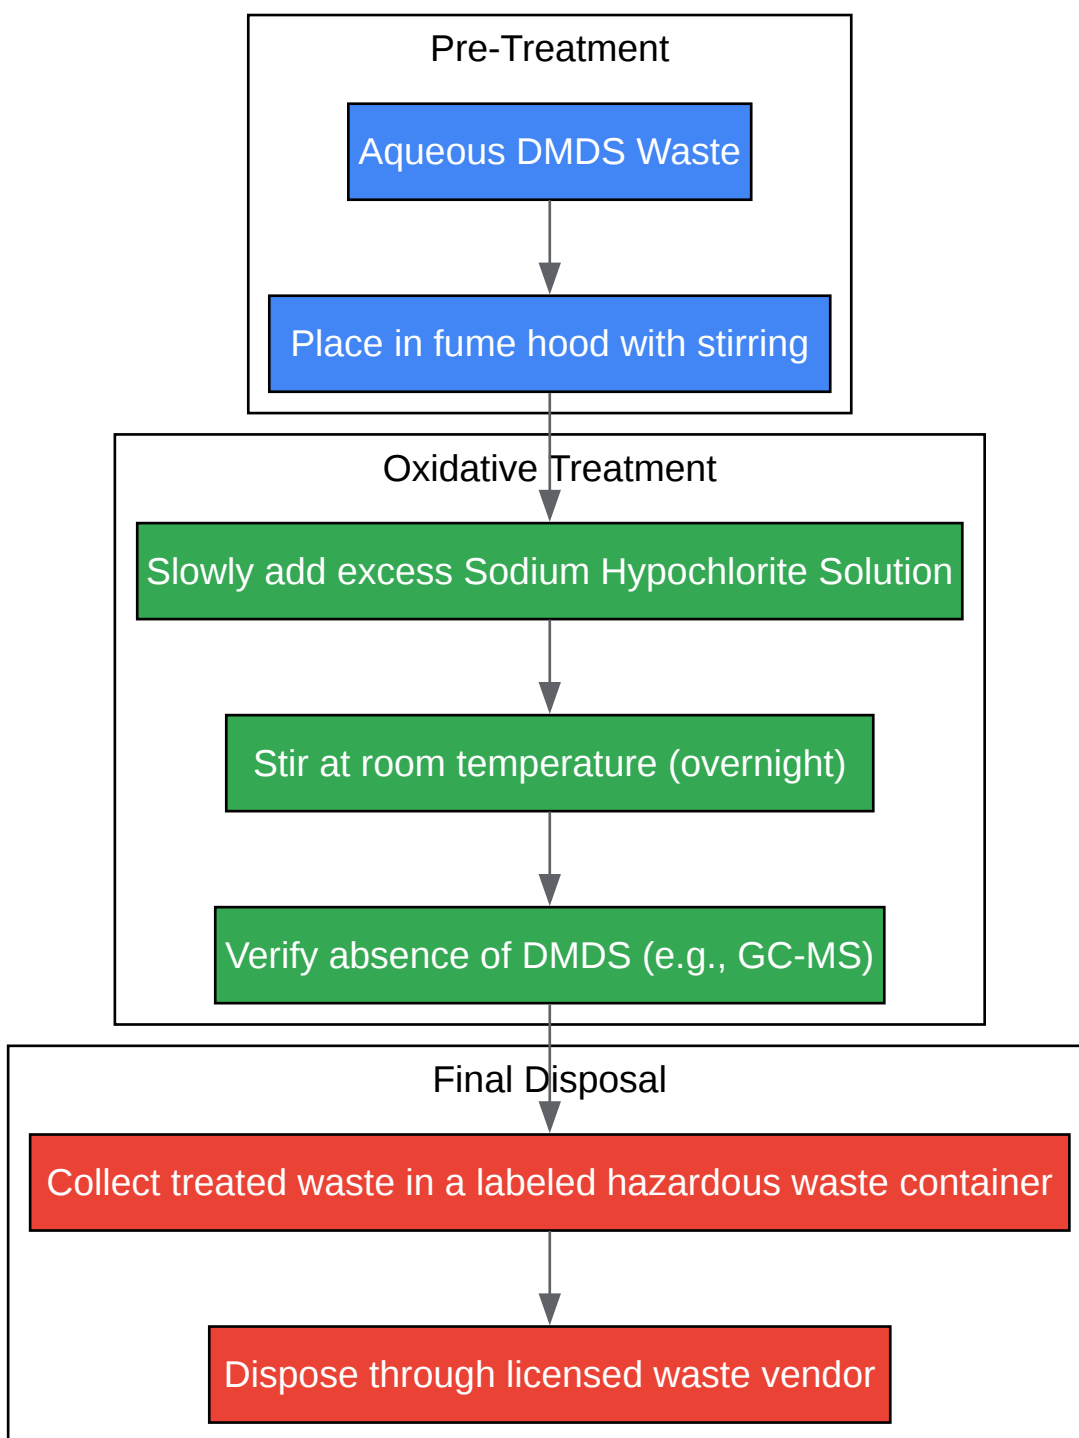 Pre-Treatment
Aqueous DMDS Waste
Place in fume hood with stirring
Oxidative Treatment
Slowly add excess Sodium Hypochlorite Solution
Stir at room temperature (overnight)
Verify absence of DMDS (e.g., GC-MS)
Final Disposal
Collect treated waste in a labeled hazardous waste container
Dispose through licensed waste vendor